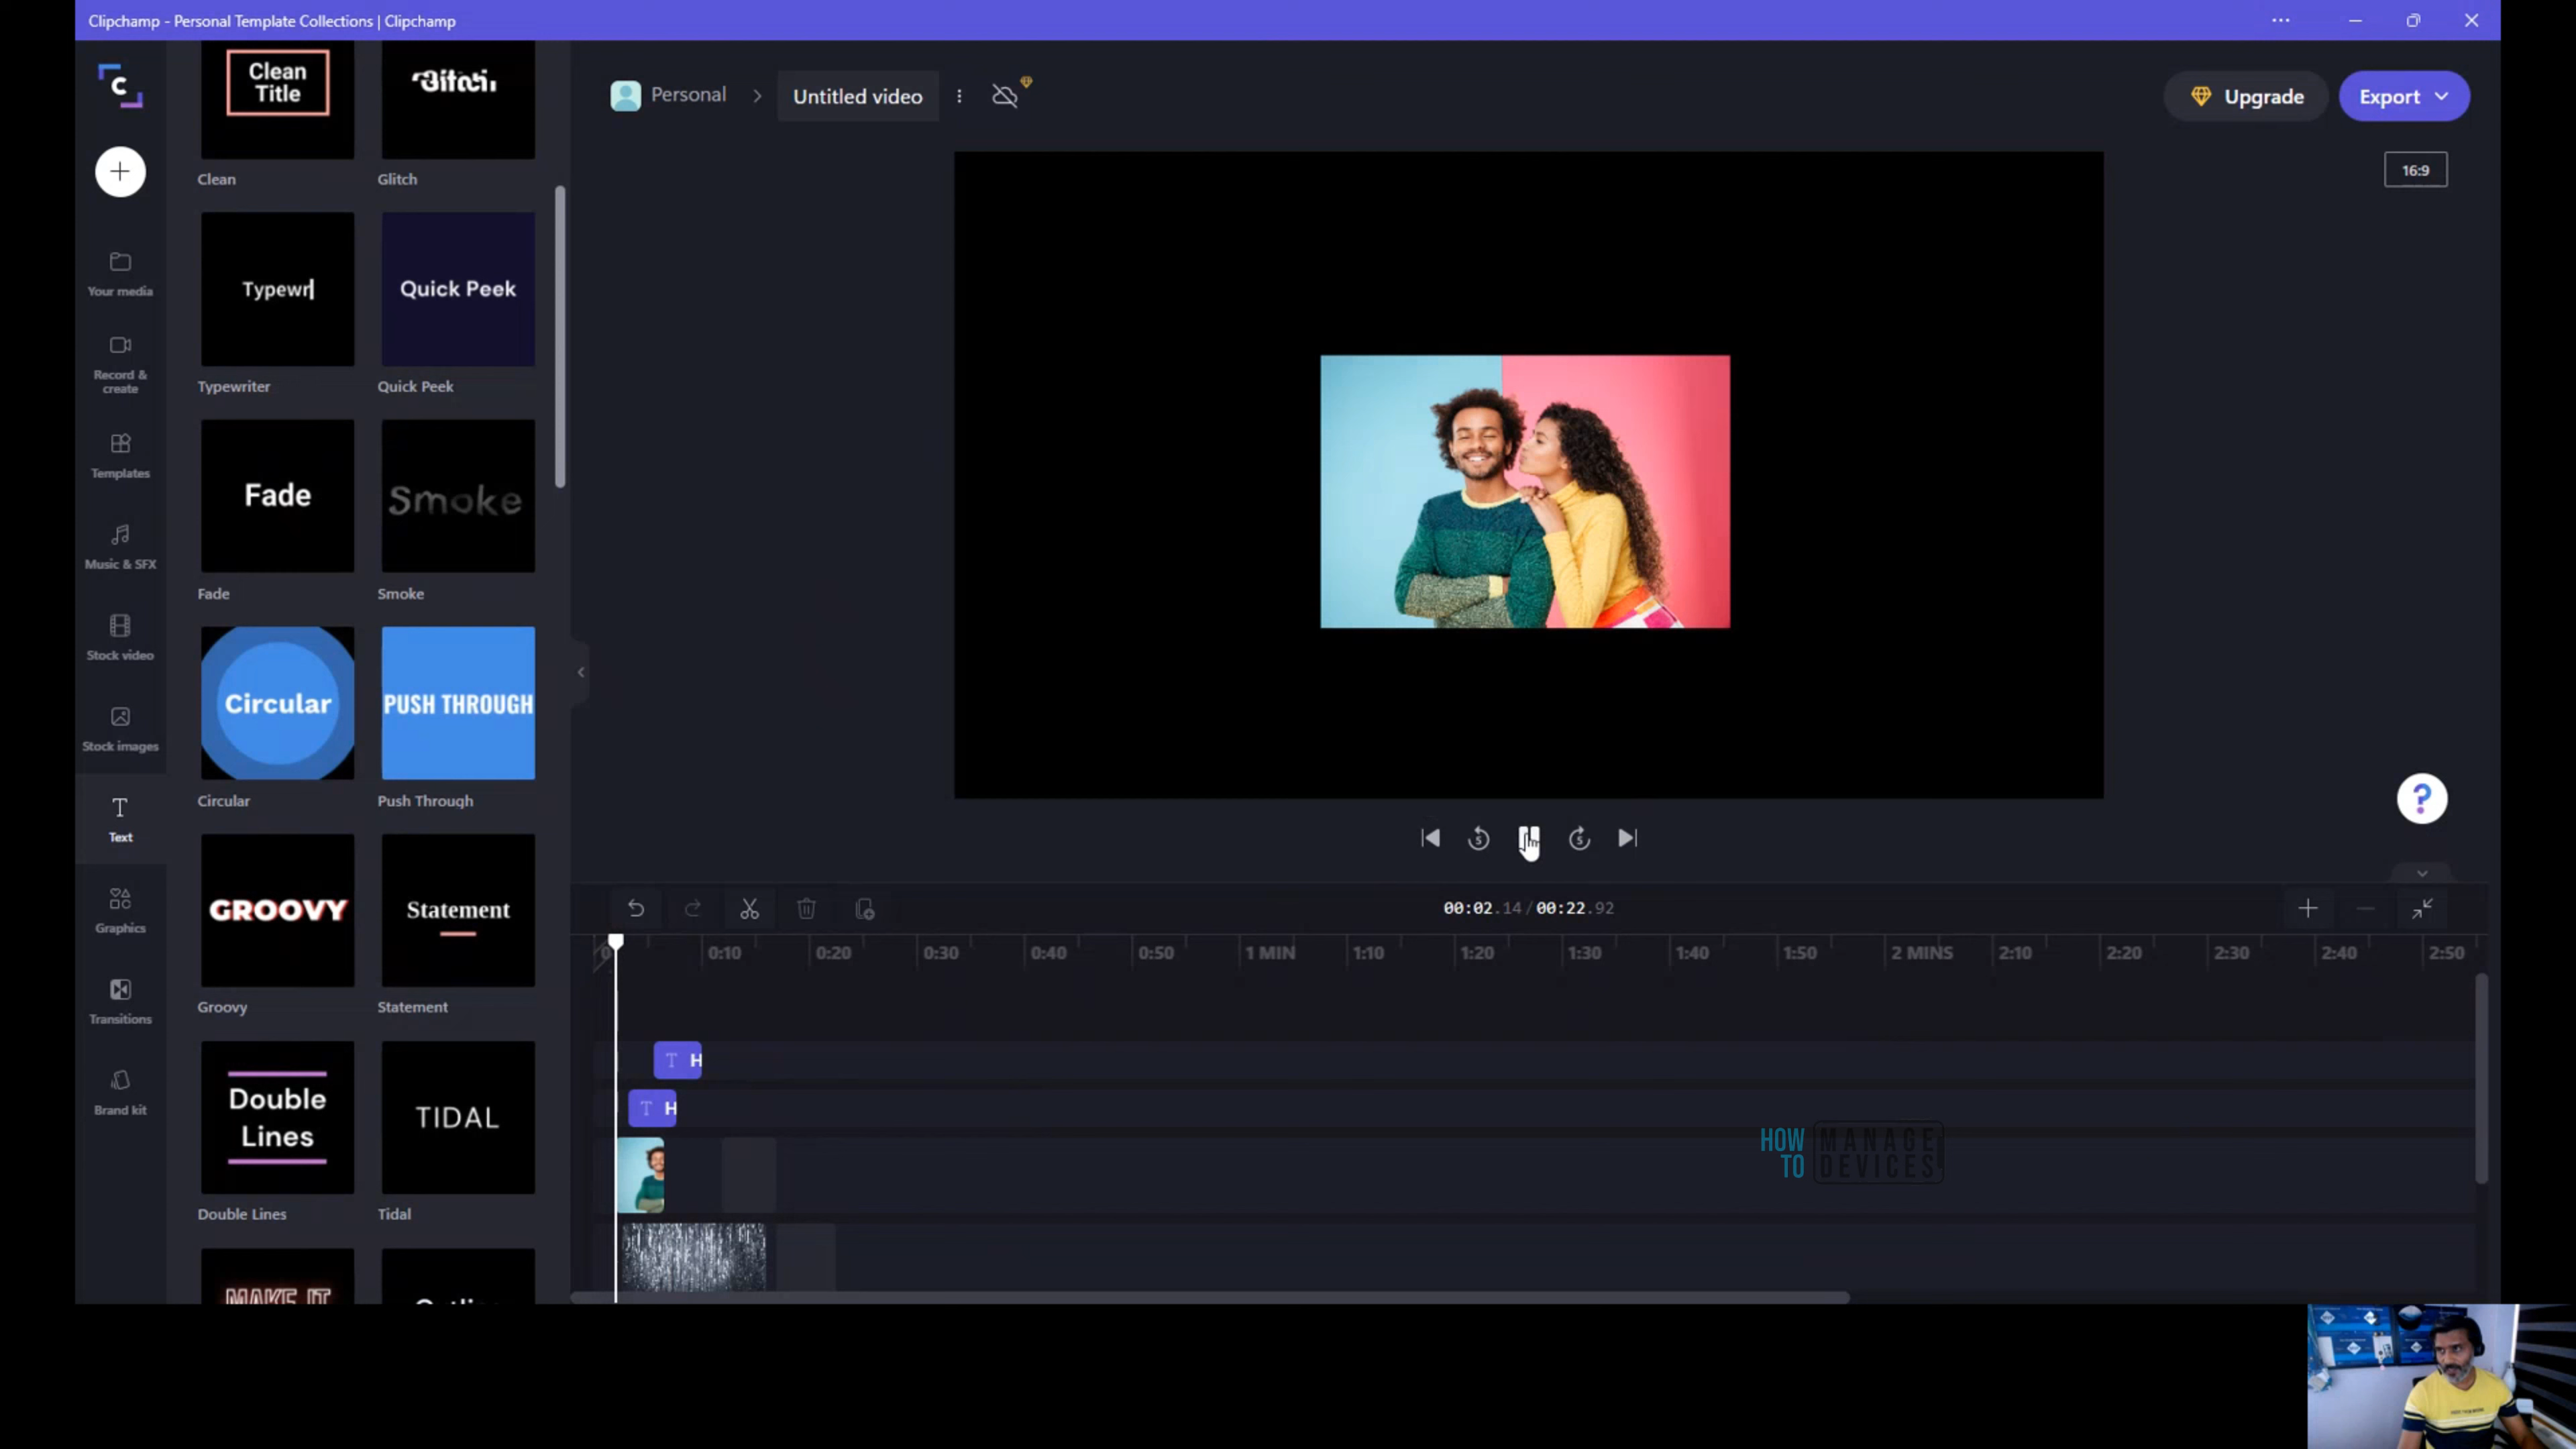 Clipchamp - Personal Template Collections | Clipchamp
C
Your media
Record &
create
Templates
Music & SFX
Stock video
Stock images
T
Text
Graphics
Transitions
Brand kit
Clean
Title
Glitch
Clean
Glitch
Typewr
Quick Peek
Typewriter
Quick Peek
Fade
Smoke
Fade
Smoke
Circular
PUSH THROUGH
Circular
Push Through
GROOVY
Statement
Groovy
Statement
Double
Lines
TIDAL
Double Lines
Tidal
MAKE IT
Personal
Untitled video
Upgrade
Export
16:9
5
5
?
00:02.14/00:22.92
0
0:10
0:20
0:30
0:40
0:50
1 MIN
1:10
1:20
1:30
1:40
1:50
2 MINS
2:10
2:20
2:30
2:40
2:50
T H
T H
HOW MANAGE
TO DEVICES